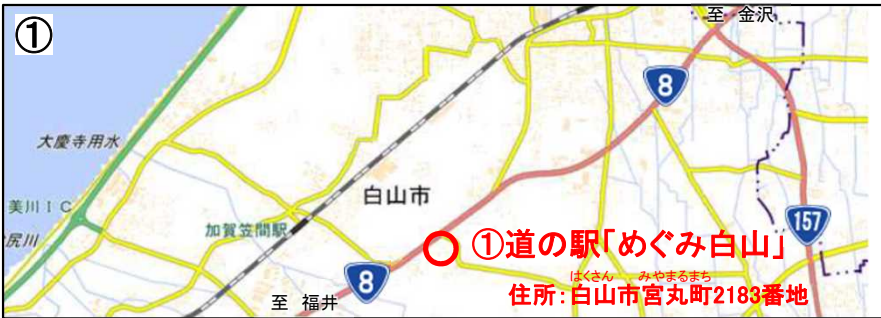 ①
至 金沢
8
大慶寺用水
白山市
美川IC
157
加賀笠間駅
尻川
①道の駅「めぐみ白山」
はくさん みやまるまち
住所：白山市宮丸町2183番地
8
至 福井